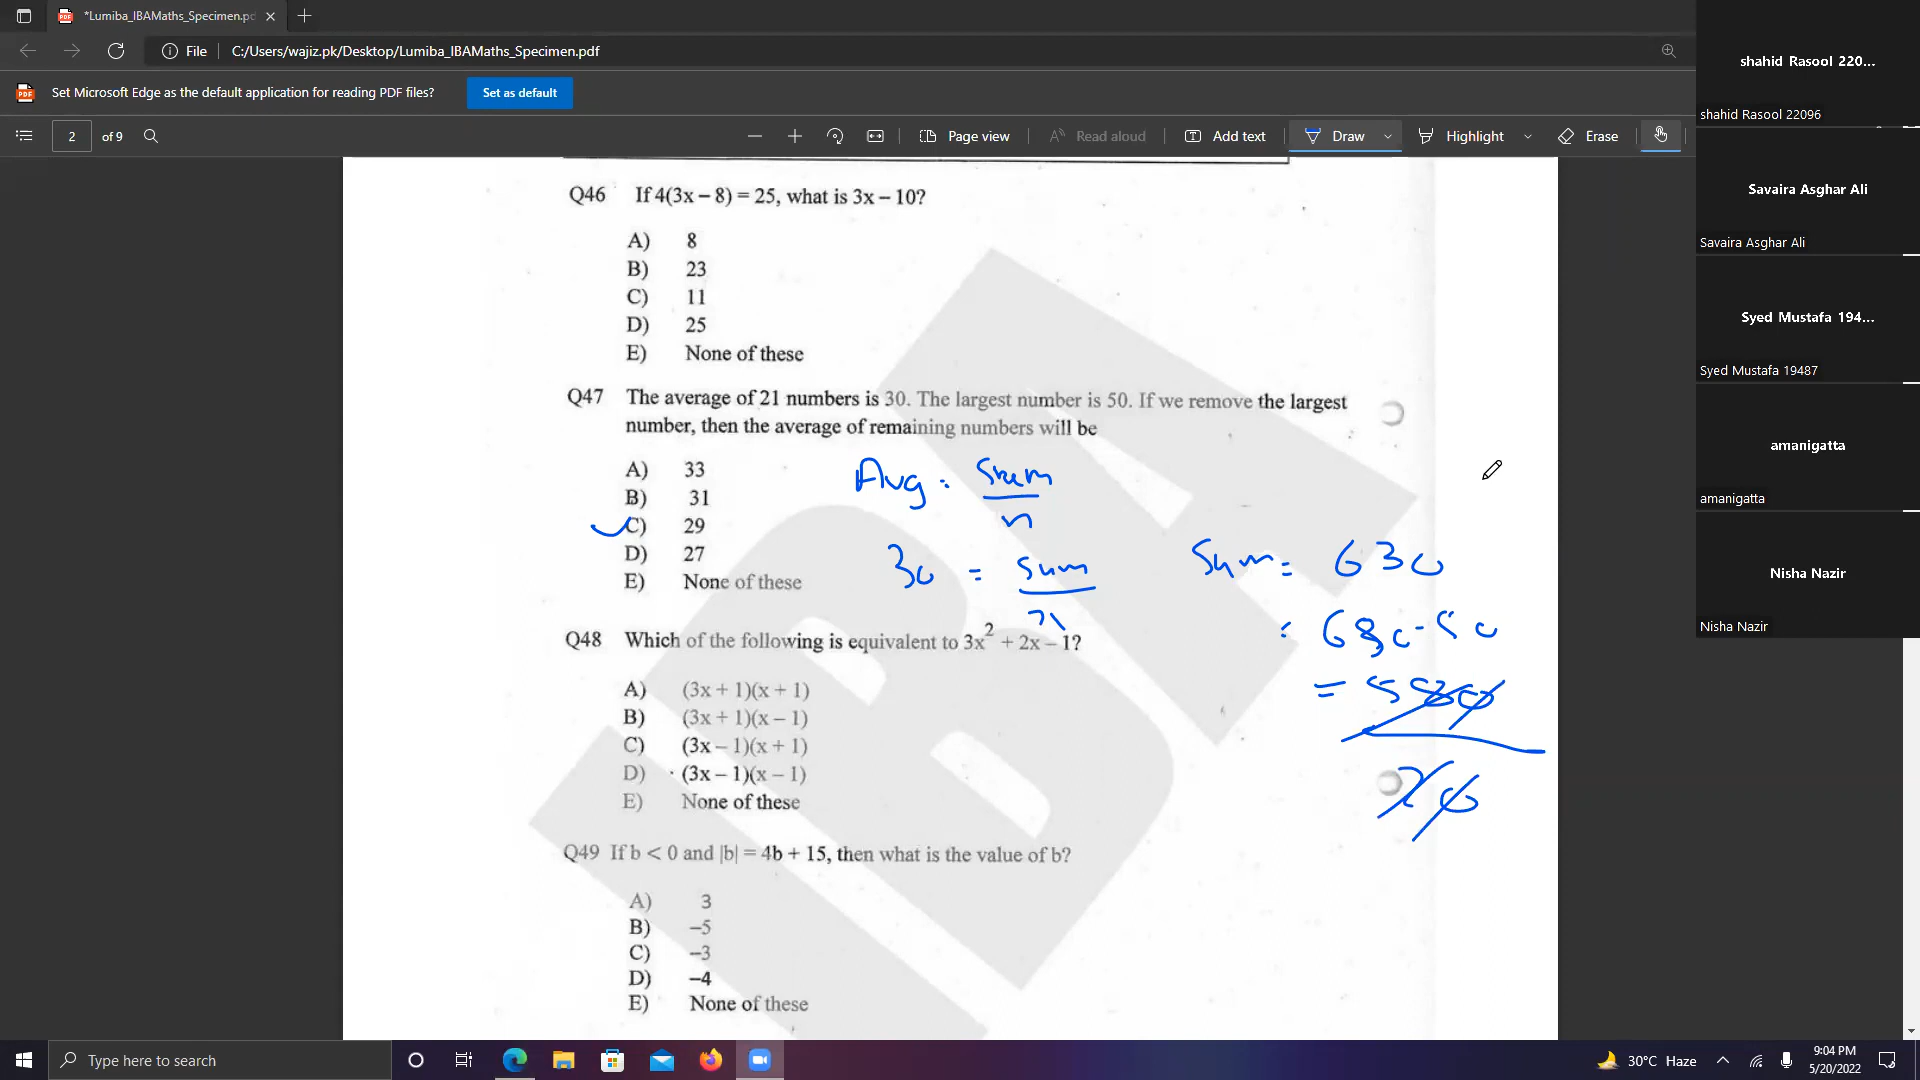 *Lumiba_IBAMaths_Specimen.pd
File C:/Users/wajiz.pk/Desktop/Lumiba_IBAMaths_Specimen.pdf
Set Microsoft Edge as the default application for reading PDF files? Set as default
2 of 9 Page view Read aloud Add text Draw Highlight Erase
Q46 If 4(3x – 8) = 25, what is 3x – 10?
A) 8
B) 23
C) 11
D) 25
E) None of these
Q47 The average of 21 numbers is 30. The largest number is 50. If we remove the largest
number, then the average of remaining numbers will be
A) 33
B) 31
C) 29
D) 27
E) None of these
Avg = Sum
n
30 = Sum
21
Sum = 630
= 630 - 50
= 580
20
Q48 Which of the following is equivalent to 3x² + 2x – 1?
A) (3x + 1)(x + 1)
B) (3x + 1)(x – 1)
C) (3x – 1)(x + 1)
D) (3x – 1)(x – 1)
E) None of these
Q49 If b < 0 and |b| = 4b + 15, then what is the value of b?
A) 3
B) –5
C) –3
D) –4
E) None of these
IBA
shahid Rasool 220...
shahid Rasool 22096
Savaira Asghar Ali
Savaira Asghar Ali
Syed Mustafa 194...
Syed Mustafa 19487
amanigatta
amanigatta
Nisha Nazir
Nisha Nazir
Type here to search
30°C Haze
9:04 PM
5/20/2022